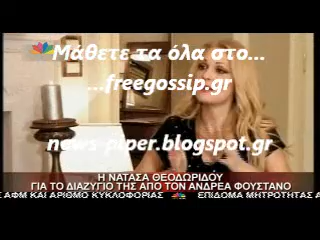 Μάθετε τα όλα στο...
...freegossip.gr
news-piper.blogspot.gr
Η ΝΑΤΑΣΑ ΘΕΟΔΩΡΙΔΟΥ
ΓΙΑ ΤΟ ΔΙΑΖΥΓΙΟ ΤΗΣ ΑΠΟ ΤΟΝ ΑΝΔΡΕΑ ΦΟΥΣΤΑΝΟ
ΑΦΜ ΚΑΙ ΑΡΙΘΜΟ ΚΥΚΛΟΦΟΡΙΑΣ ΕΠΙΔΟΜΑ ΜΗΤΡΟΤΗΤΑΣ Α